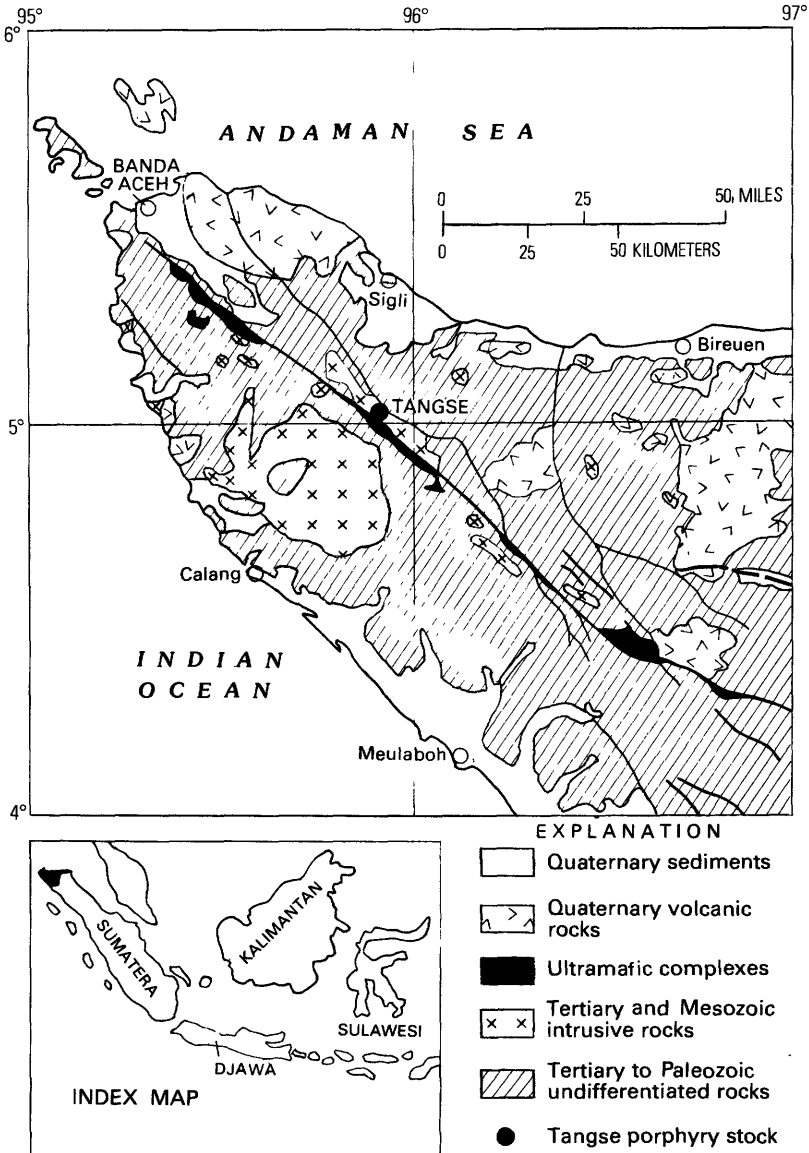 95°
96°
97°
6°
ANDAMAN SEA
BANDA
ACEH
0 25 50 MILES
0 25 50 KILOMETERS
Sigli
Bireuen
TANGSE
5°
Calang
INDIAN
OCEAN
Meulaboh
4°
EXPLANATION
Quaternary sediments
Quaternary volcanic
rocks
Ultramafic complexes
Tertiary and Mesozoic
intrusive rocks
Tertiary to Paleozoic
undifferentiated rocks
Tangse porphyry stock
SUMATERA
KALIMANTAN
SULAWESI
DJAWA
INDEX MAP